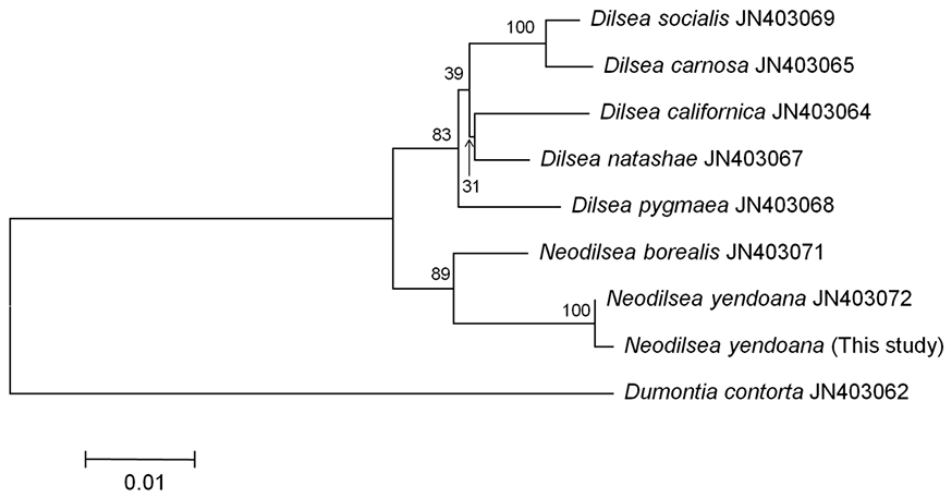 Dilsea socialis JN403069
100
Dilsea carnosa JN403065
39
Dilsea californica JN403064
83
Dilsea natashae JN403067
31
Dilsea pygmaea JN403068
Neodilsea borealis JN403071
89
Neodilsea yendoana JN403072
100
Neodilsea yendoana (This study)
Dumontia contorta JN403062
0.01